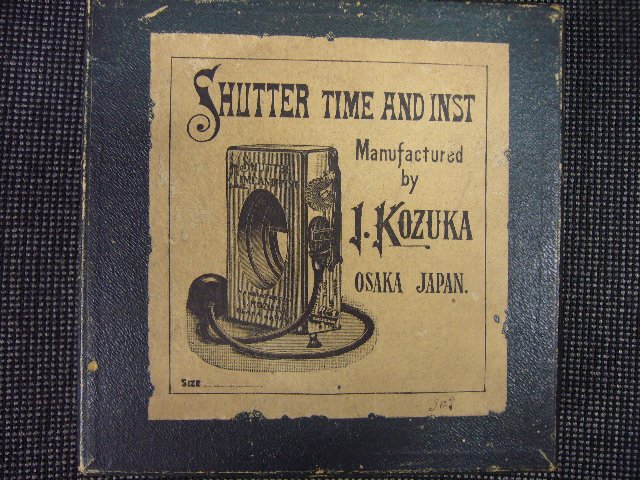 SHUTTER TIME AND INST
Manufactured
by
I. KOZUKA
OSAKA JAPAN.
SIZE